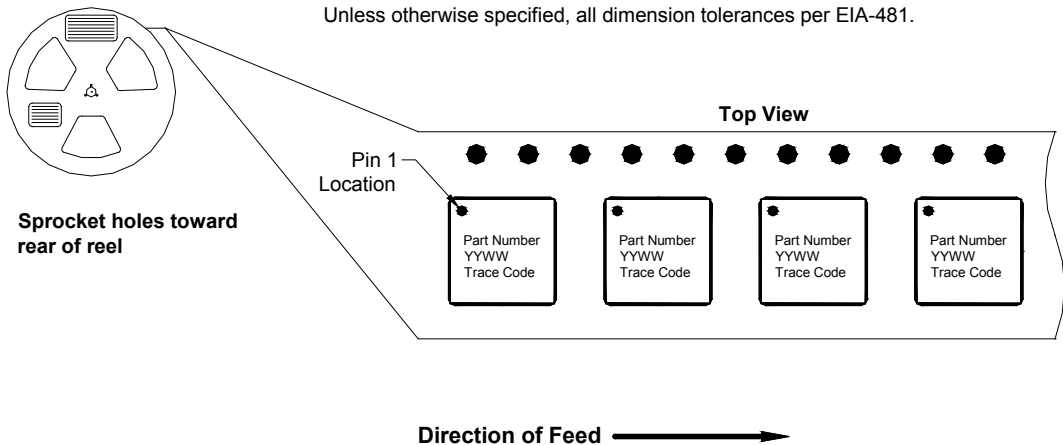 Unless otherwise specified, all dimension tolerances per EIA-481.
Top View
Pin 1
Location
Sprocket holes toward
rear of reel
Part Number
YYWW
Trace Code
Part Number
YYWW
Trace Code
Part Number
YYWW
Trace Code
Part Number
YYWW
Trace Code
Direction of Feed